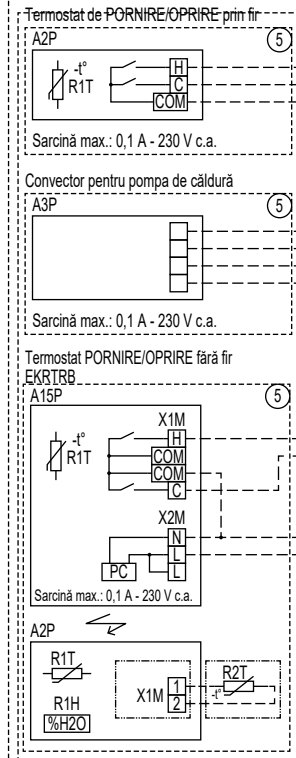 Termostat de PORNIRE/OPRIRE prin fir
A2P
5
-t°
R1T
H
C
COM
Sarcină max.: 0,1 A - 230 V c.a.
Convector pentru pompa de căldură
A3P
5
Sarcină max.: 0,1 A - 230 V c.a.
Termostat PORNIRE/OPRIRE fără fir
EKRTRB
A15P
5
X1M
-t°
R1T
H
COM
COM
C
X2M
N
L
PC
L
Sarcină max.: 0,1 A - 230 V c.a.
A2P
R1T
R2T
X1M
1
-t°
2
R1H
%H2O